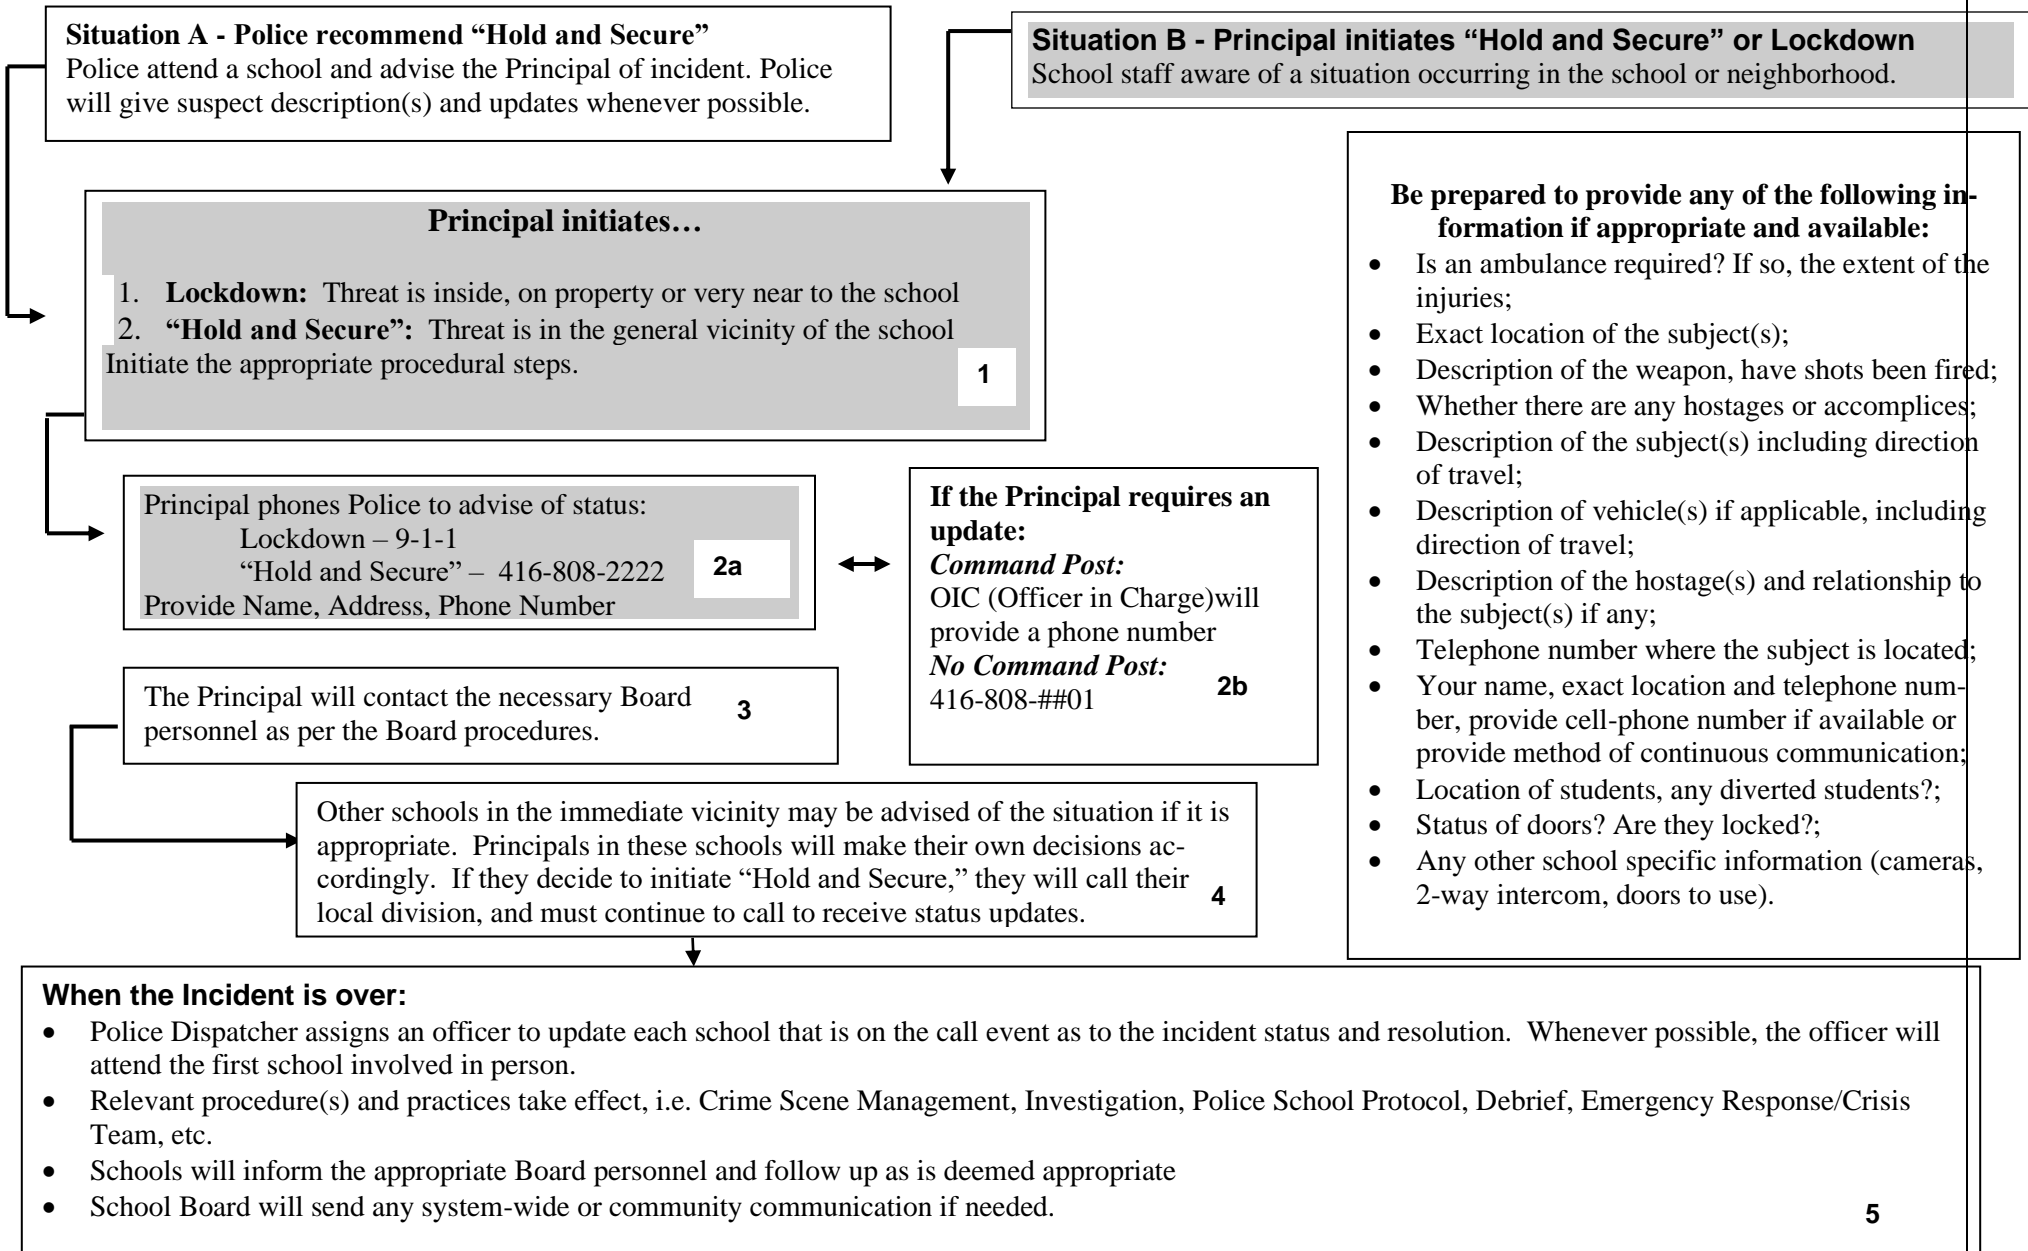 Situation A - Police recommend “Hold and Secure”
Police attend a school and advise the Principal of incident. Police
will give suspect description(s) and updates whenever possible.
Situation B - Principal initiates “Hold and Secure” or Lockdown
School staff aware of a situation occurring in the school or neighborhood.
Principal initiates…
1. Lockdown: Threat is inside, on property or very near to the school
2. “Hold and Secure”: Threat is in the general vicinity of the school
Initiate the appropriate procedural steps.
1
Principal phones Police to advise of status:
Lockdown – 9-1-1
“Hold and Secure” – 416-808-2222
Provide Name, Address, Phone Number
2a
If the Principal requires an
update:
Command Post:
OIC (Officer in Charge)will
provide a phone number
No Command Post:
416-808-##01
2b
The Principal will contact the necessary Board
personnel as per the Board procedures.
3
Other schools in the immediate vicinity may be advised of the situation if it is
appropriate. Principals in these schools will make their own decisions ac-
cordingly. If they decide to initiate “Hold and Secure,” they will call their
local division, and must continue to call to receive status updates.
4
Be prepared to provide any of the following in-
formation if appropriate and available:
• Is an ambulance required? If so, the extent of the
injuries;
• Exact location of the subject(s);
• Description of the weapon, have shots been fired;
• Whether there are any hostages or accomplices;
• Description of the subject(s) including direction
of travel;
• Description of vehicle(s) if applicable, including
direction of travel;
• Description of the hostage(s) and relationship to
the subject(s) if any;
• Telephone number where the subject is located;
• Your name, exact location and telephone num-
ber, provide cell-phone number if available or
provide method of continuous communication;
• Location of students, any diverted students?;
• Status of doors? Are they locked?;
• Any other school specific information (cameras,
2-way intercom, doors to use).
When the Incident is over:
• Police Dispatcher assigns an officer to update each school that is on the call event as to the incident status and resolution. Whenever possible, the officer will
attend the first school involved in person.
• Relevant procedure(s) and practices take effect, i.e. Crime Scene Management, Investigation, Police School Protocol, Debrief, Emergency Response/Crisis
Team, etc.
• Schools will inform the appropriate Board personnel and follow up as is deemed appropriate
• School Board will send any system-wide or community communication if needed.
5